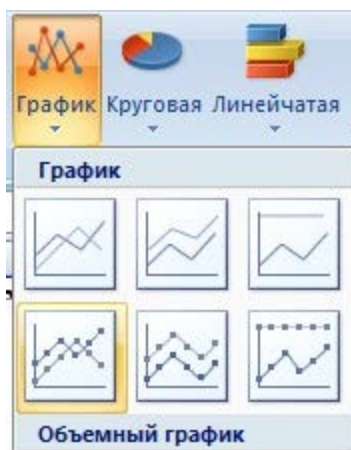 График Круговая Линейчатая
График
Объемный график